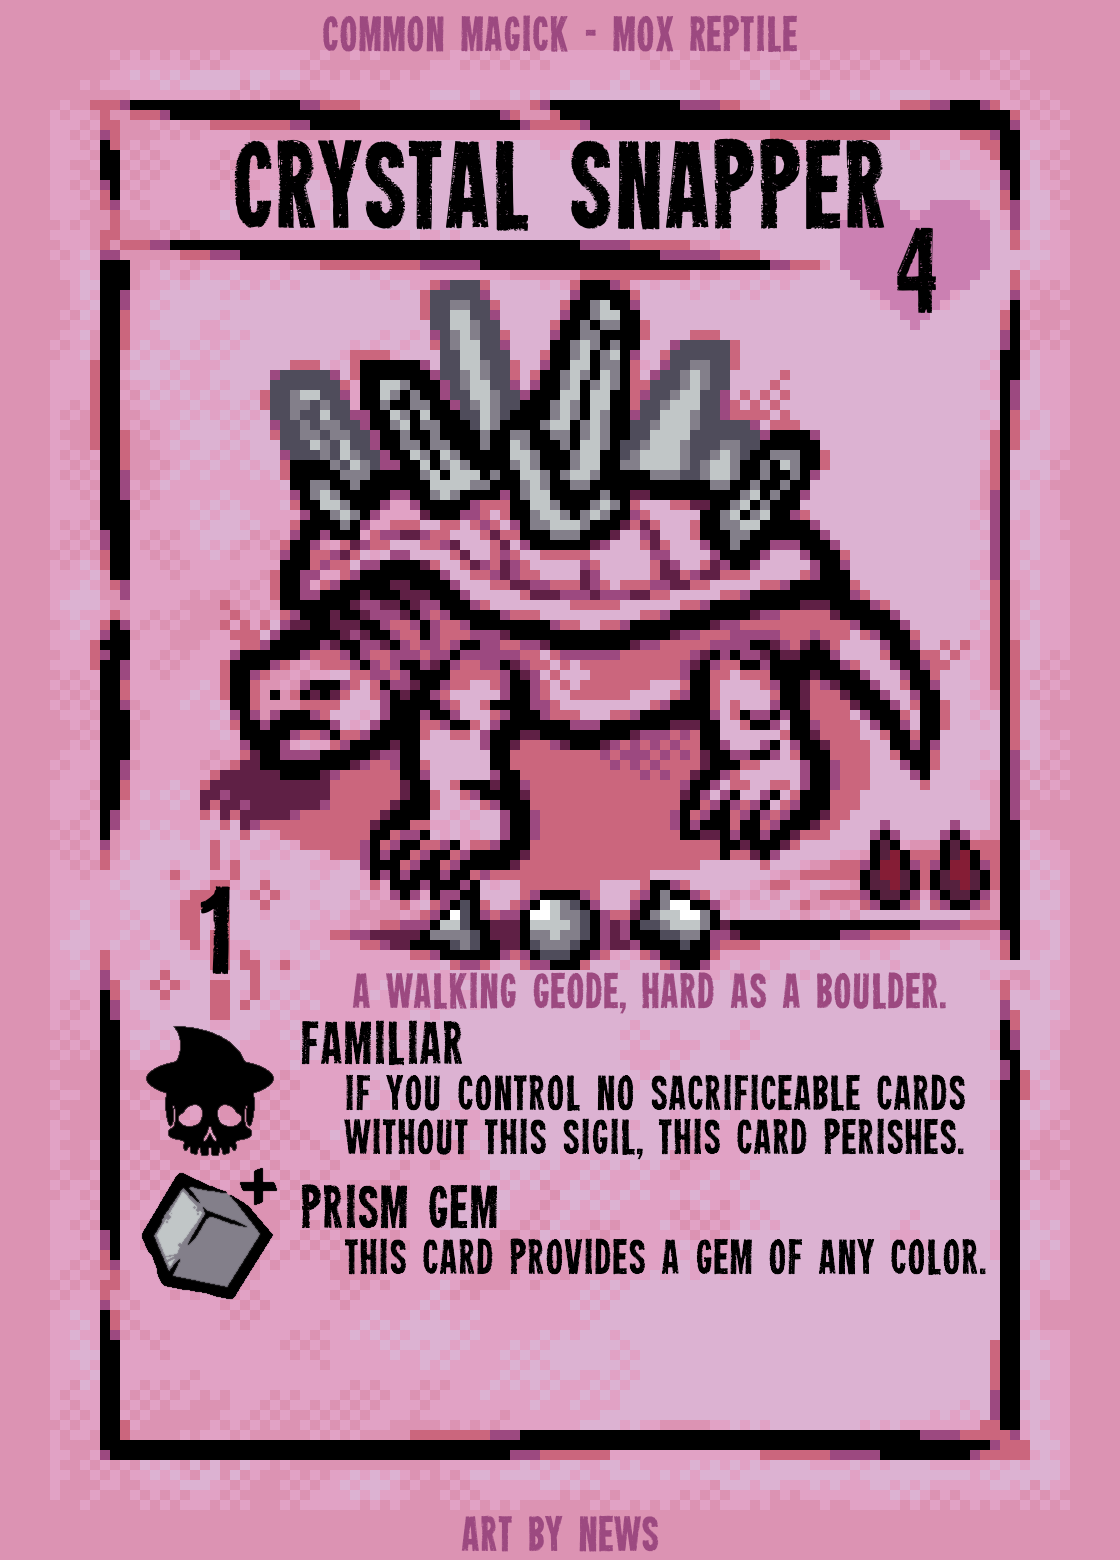 COMMON MAGICK - MOX REPTILE
CRYSTAL SNAPPER
4
1
A WALKING GEODE, HARD AS A BOULDER.
FAMILIAR
IF YOU CONTROL NO SACRIFICEABLE CARDS
WITHOUT THIS SIGIL, THIS CARD PERISHES.
PRISM GEM
THIS CARD PROVIDES A GEM OF ANY COLOR.
ART BY NEWS